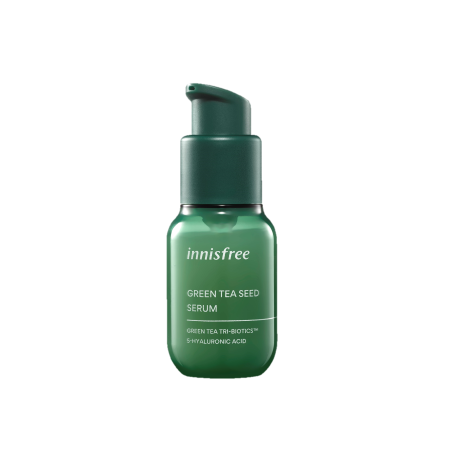 innisfree
GREEN TEA SEED
SERUM
GREEN TEA TRI-BIOTICS™
5-HYALURONIC ACID